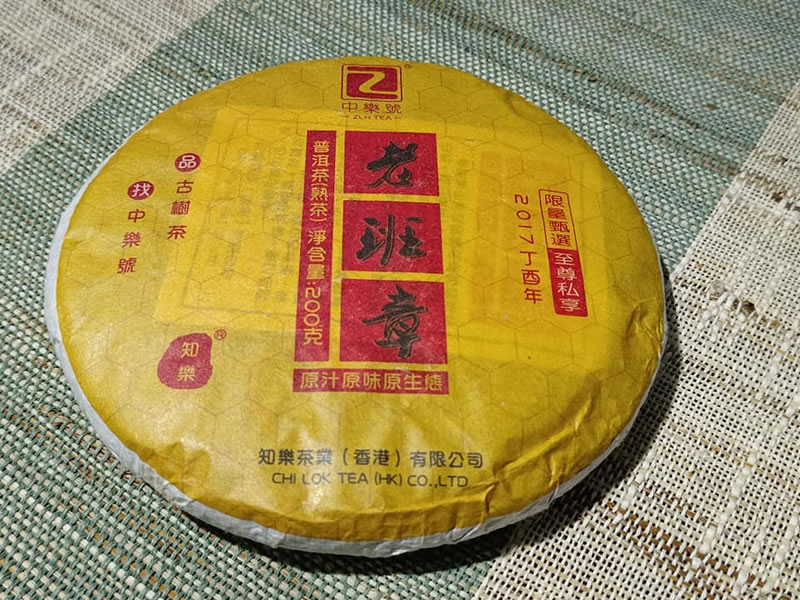 中樂號
ZLH TEA
老班章
普洱茶(熟茶) 淨含量:200克
原汁原味原生態
品古樹茶
找中樂號
知樂
限量甄選 至尊私享
2017丁酉年
知樂茶業（香港）有限公司
CHI LOK TEA (HK) CO.,LTD